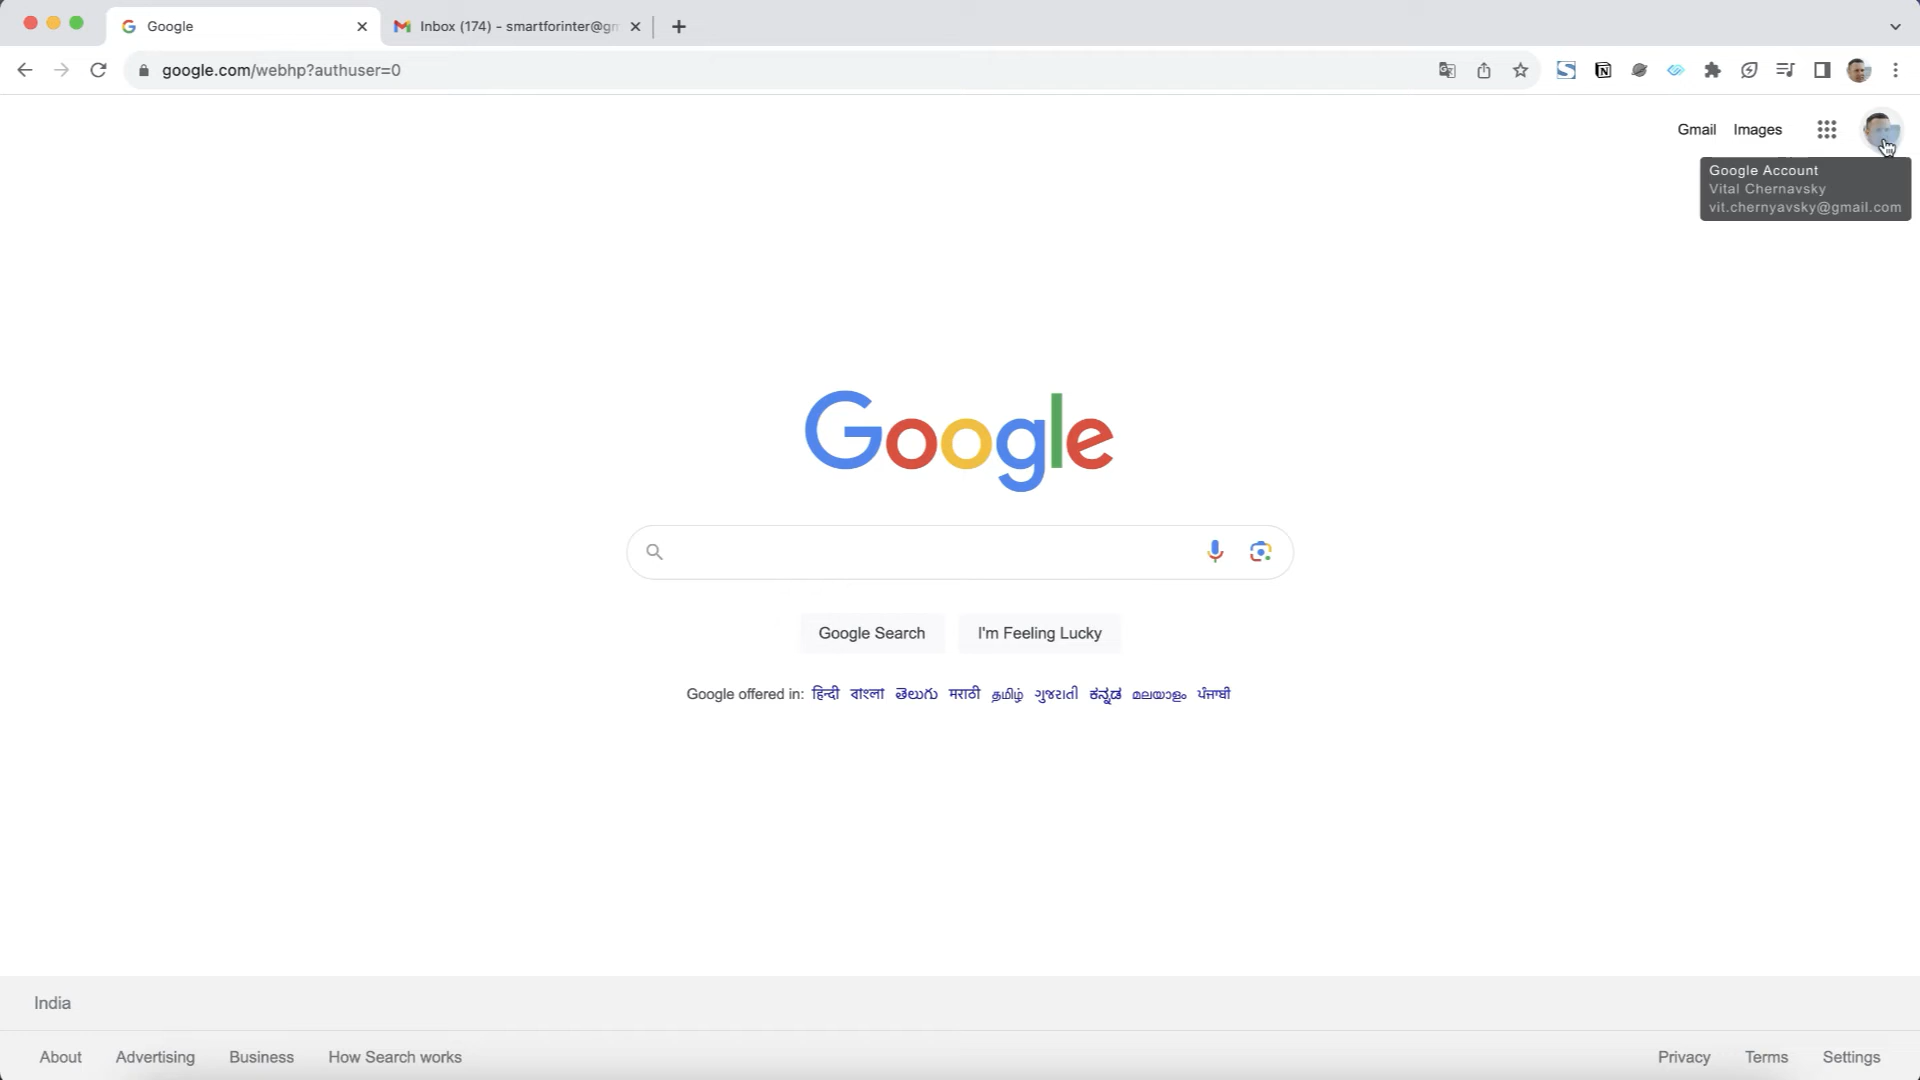 Google
Inbox (174) - smartforinter@gm
google.com/webhp?authuser=0
Gmail Images
Google Account
Vital Chernavsky
vit.chernyavsky@gmail.com
Google
Google Search I'm Feeling Lucky
Google offered in: हिन्दी বাংলা తెలుగు मराठी தமிழ் ગુજરાતી ಕನ್ನಡ മലയാളം ਪੰਜਾਬੀ
India
About Advertising Business How Search works Privacy Terms Settings